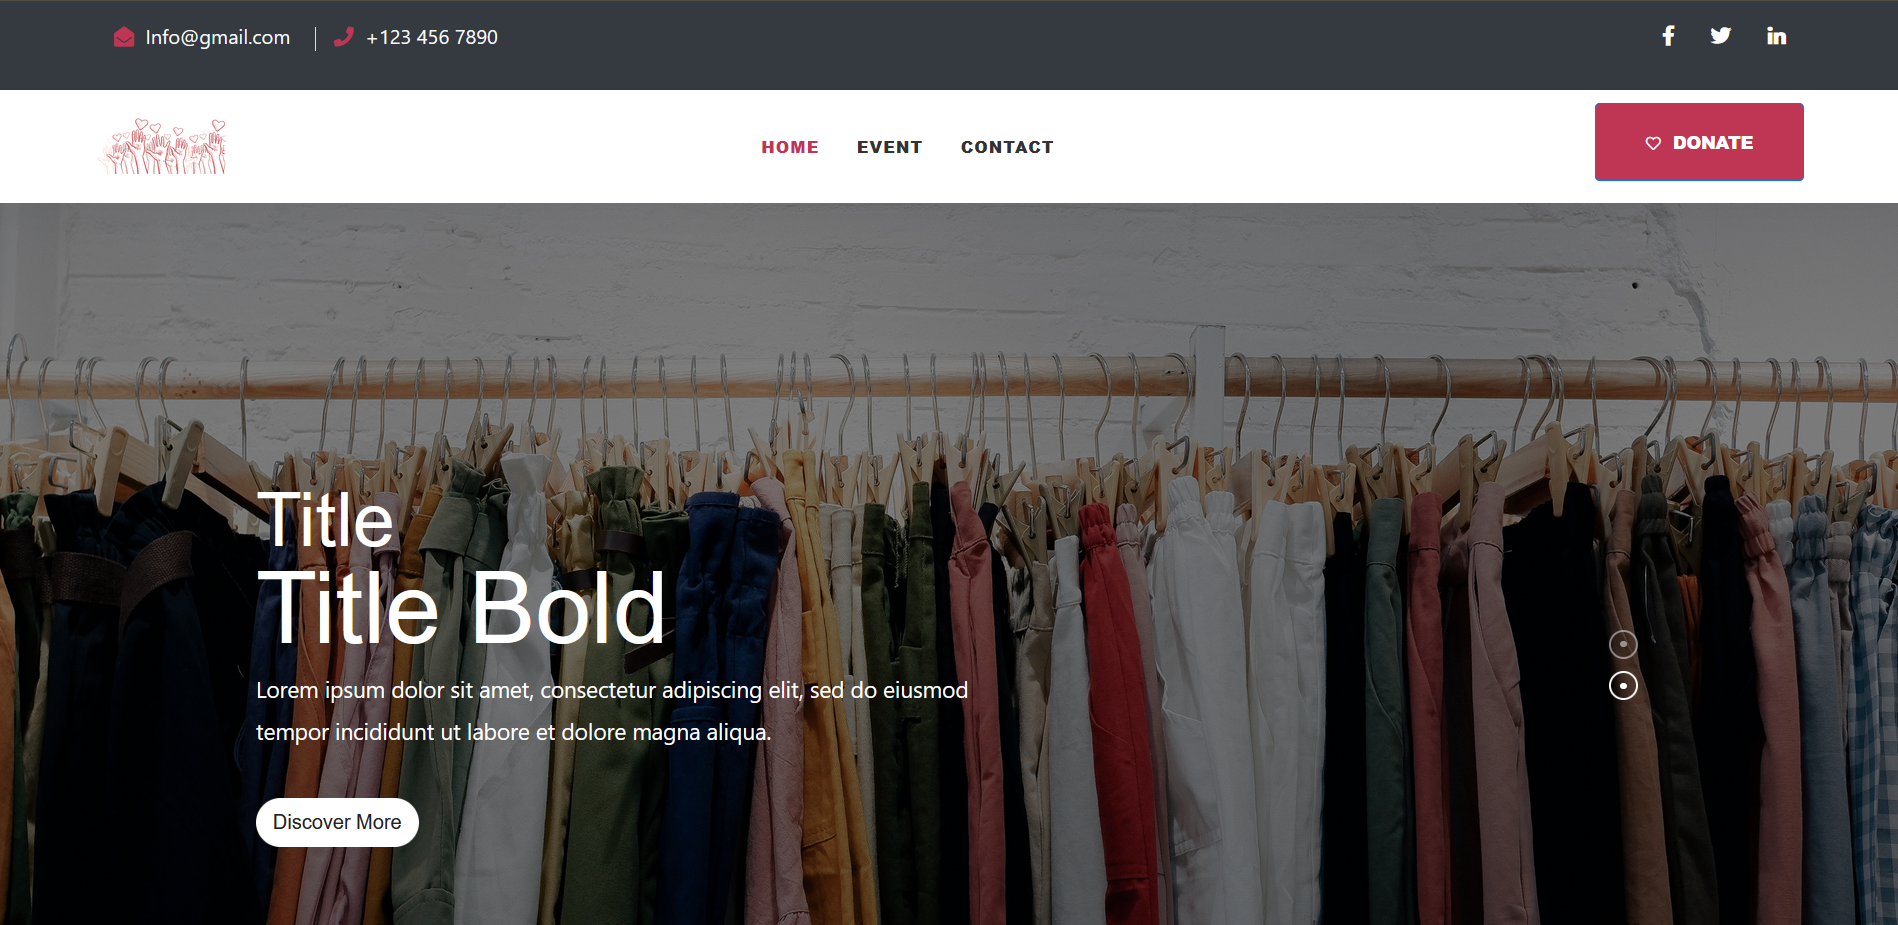 Info@gmail.com
+123 456 7890
HOME
EVENT
CONTACT
DONATE
Title
Title Bold
Lorem ipsum dolor sit amet, consectetur adipiscing elit, sed do eiusmod
tempor incididunt ut labore et dolore magna aliqua.
Discover More